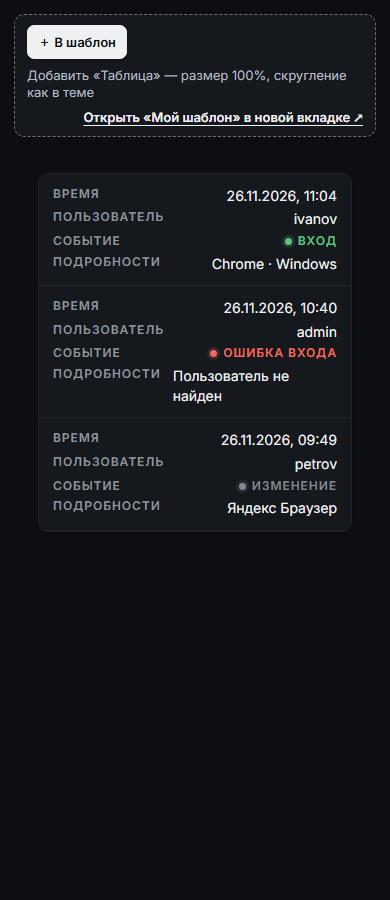 + В шаблон
Добавить «Таблица» — размер 100%, скругление
как в теме
Открыть «Мой шаблон» в новой вкладке ↗
ВРЕМЯ 26.11.2026, 11:04
ПОЛЬЗОВАТЕЛЬ ivanov
СОБЫТИЕ ВХОД
ПОДРОБНОСТИ Chrome · Windows
ВРЕМЯ 26.11.2026, 10:40
ПОЛЬЗОВАТЕЛЬ admin
СОБЫТИЕ ОШИБКА ВХОДА
ПОДРОБНОСТИ Пользователь не
найден
ВРЕМЯ 26.11.2026, 09:49
ПОЛЬЗОВАТЕЛЬ petrov
СОБЫТИЕ ИЗМЕНЕНИЕ
ПОДРОБНОСТИ Яндекс Браузер